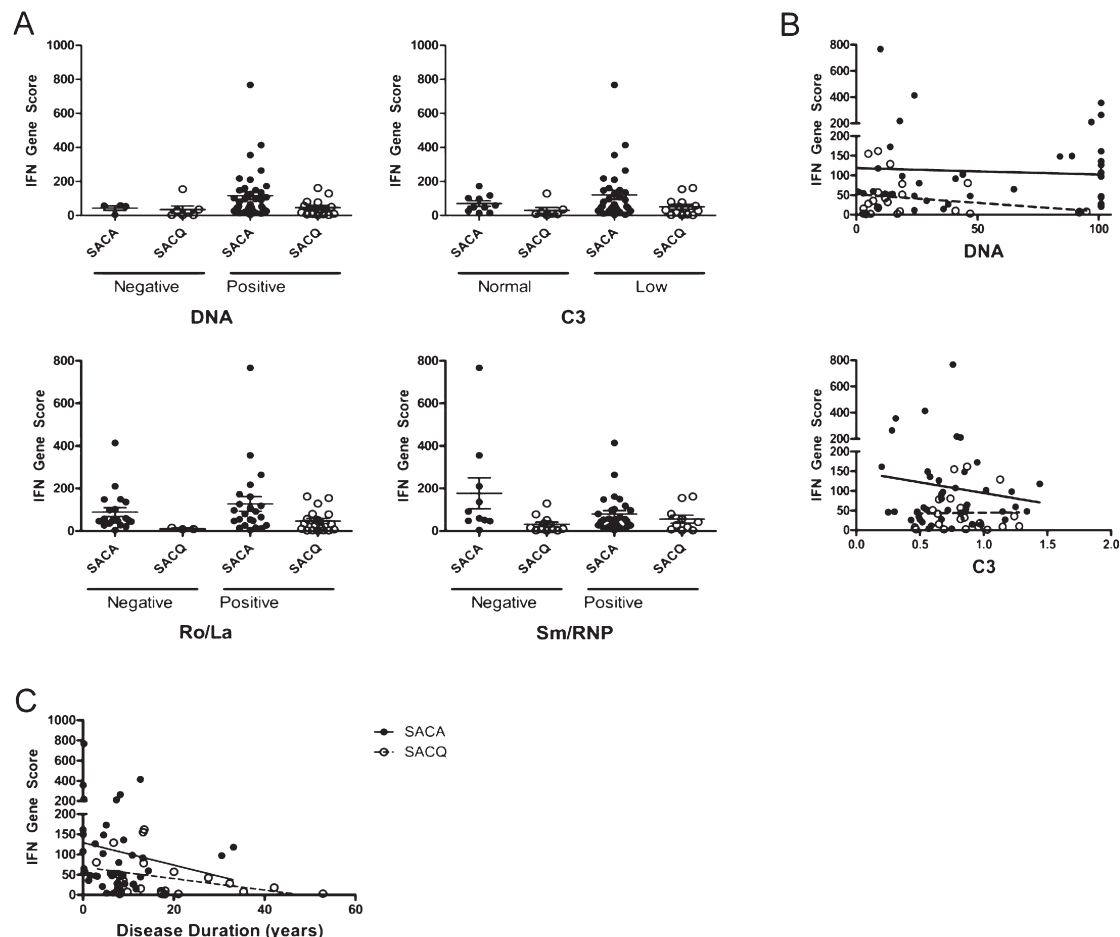 A
B
1000
800
600
400
200
0
IFN Gene Score
SACA
SACQ
SACA
SACQ
Negative
Positive
DNA
1000
800
600
400
200
0
IFN Gene Score
SACA
SACQ
SACA
SACQ
Normal
Low
C3
800
600
400
200
200
150
100
50
0
IFN Gene Score
0
50
100
DNA
800
600
400
200
0
IFN Gene Score
SACA
SACQ
SACA
SACQ
Negative
Positive
Ro/La
800
600
400
200
0
IFN Gene Score
SACA
SACQ
SACA
SACQ
Negative
Positive
Sm/RNP
800
600
400
200
200
150
100
50
0
IFN Gene Score
0.0
0.5
1.0
1.5
2.0
C3
C
1000
800
600
400
200
200
150
100
50
0
IFN Gene Score
0
20
40
60
Disease Duration (years)
SACA
SACQ